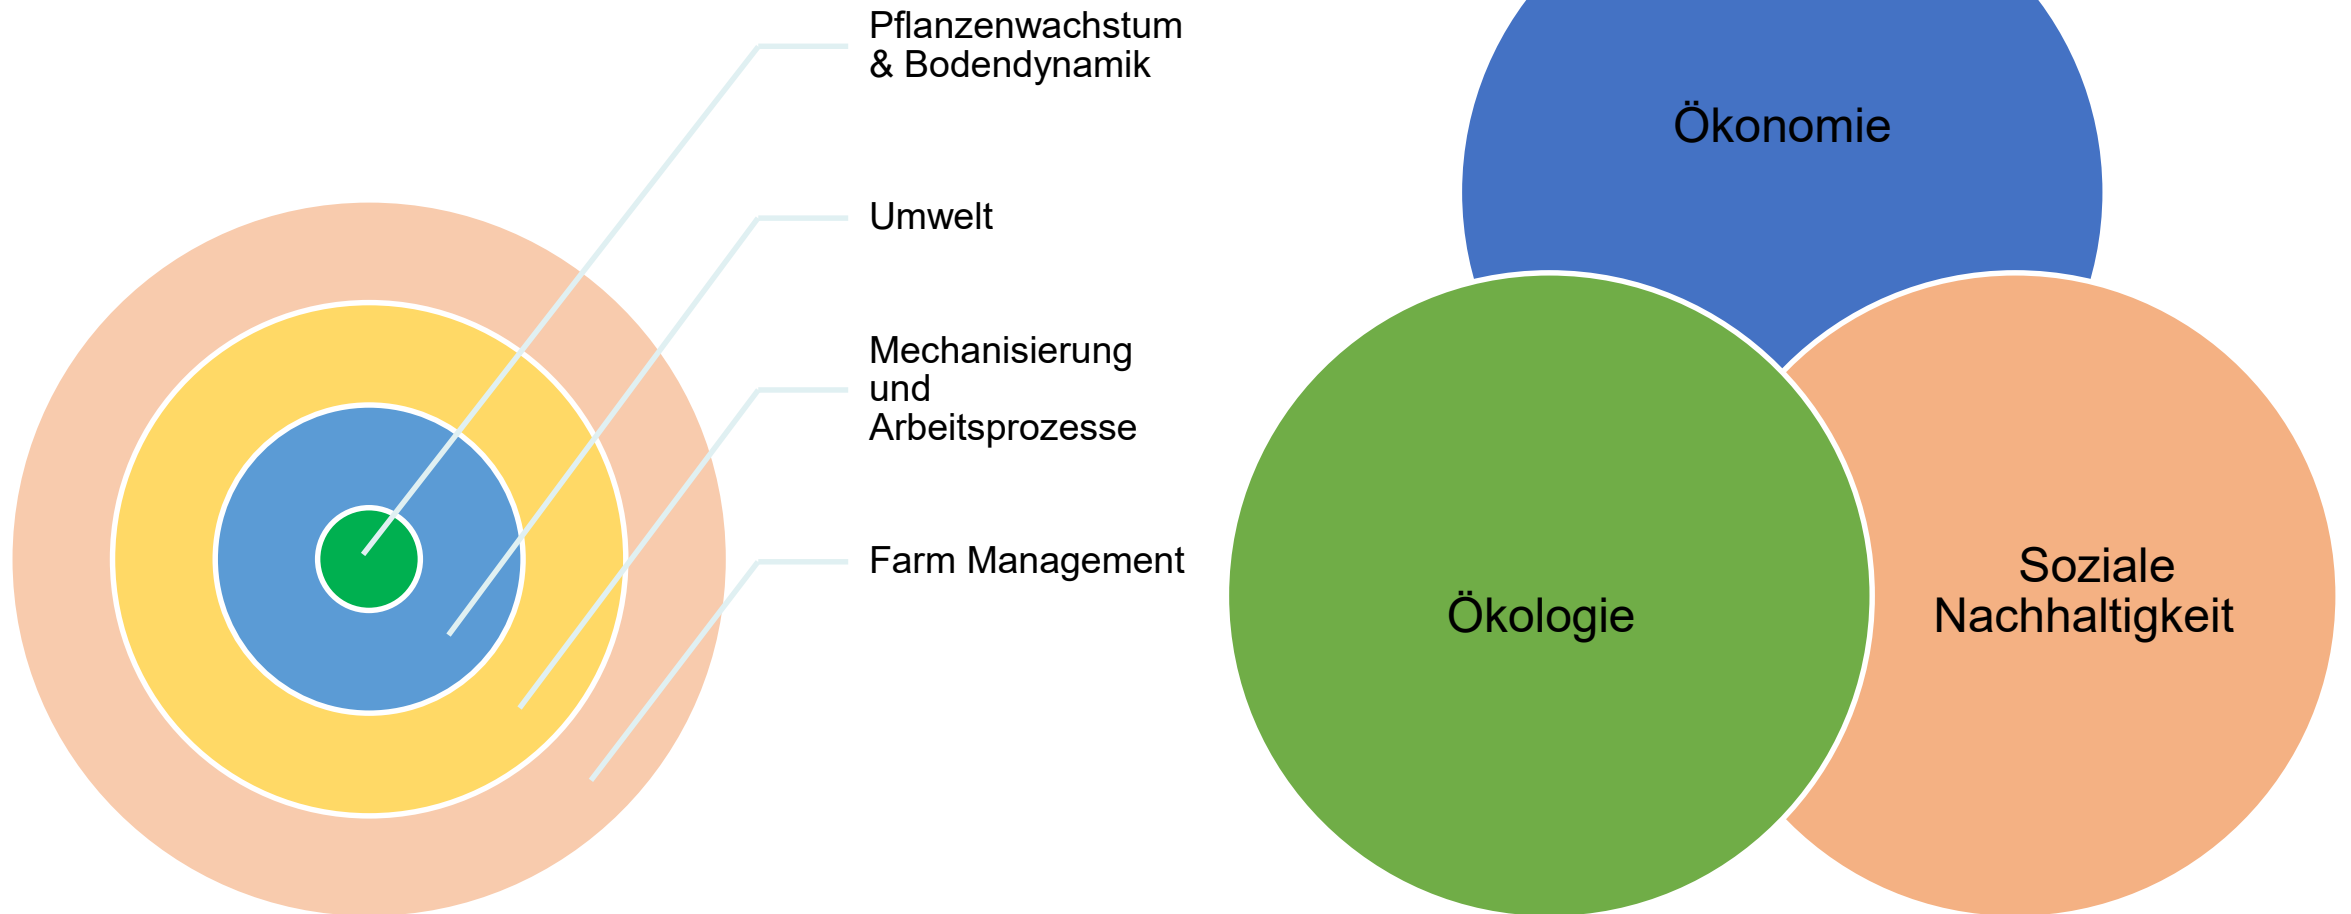 Pflanzenwachstum
& Bodendynamik
Umwelt
Mechanisierung
und
Arbeitsprozesse
Farm Management
Ökonomie
Ökologie
Soziale
Nachhaltigkeit